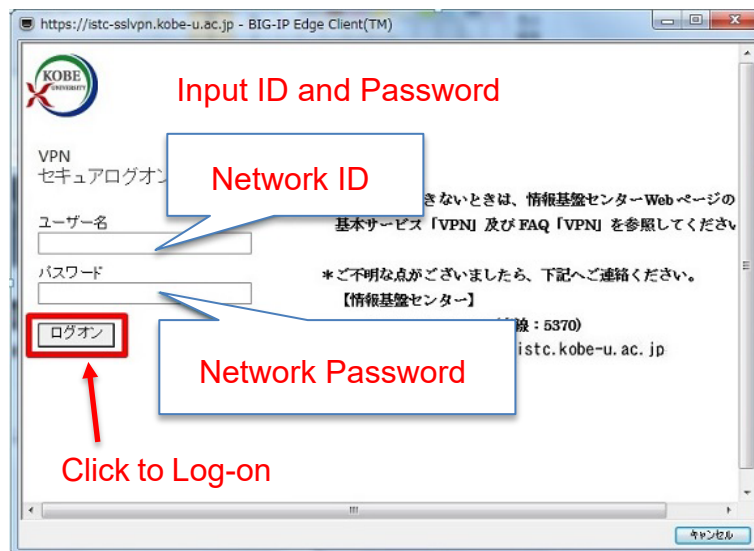 https://istc-sslvpn.kobe-u.ac.jp - BIG-IP Edge Client(TM)
KOBE
UNIVERSITY
Input ID and Password
VPN
セキュアログオン
Network ID
きないときは、情報基盤センターWebページの
基本サービス「VPN」及びFAQ「VPN」を参照してくださ
ユーザー名
パスワード
＊ご不明な点がございましたら、下記へご連絡ください。
【情報基盤センター】
ログオン
線：5370)
istc.kobe-u.ac.jp
Network Password
Click to Log-on
キャンセル